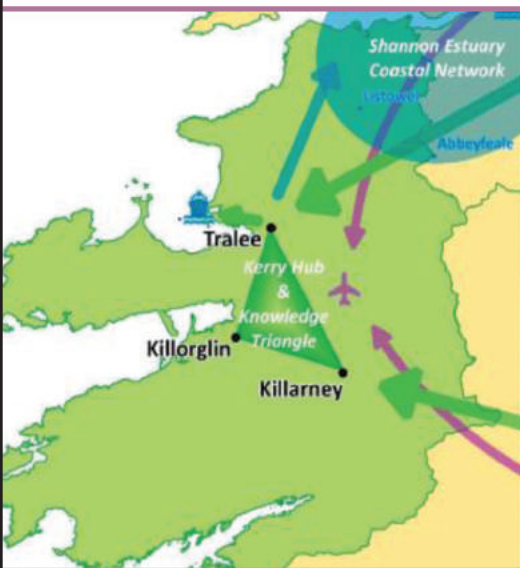 Shannon Estuary
Coastal Network
Listowel
Abbeyfeale
Tralee
Kerry Hub
&
Knowledge
Triangle
Killorglin
Killarney